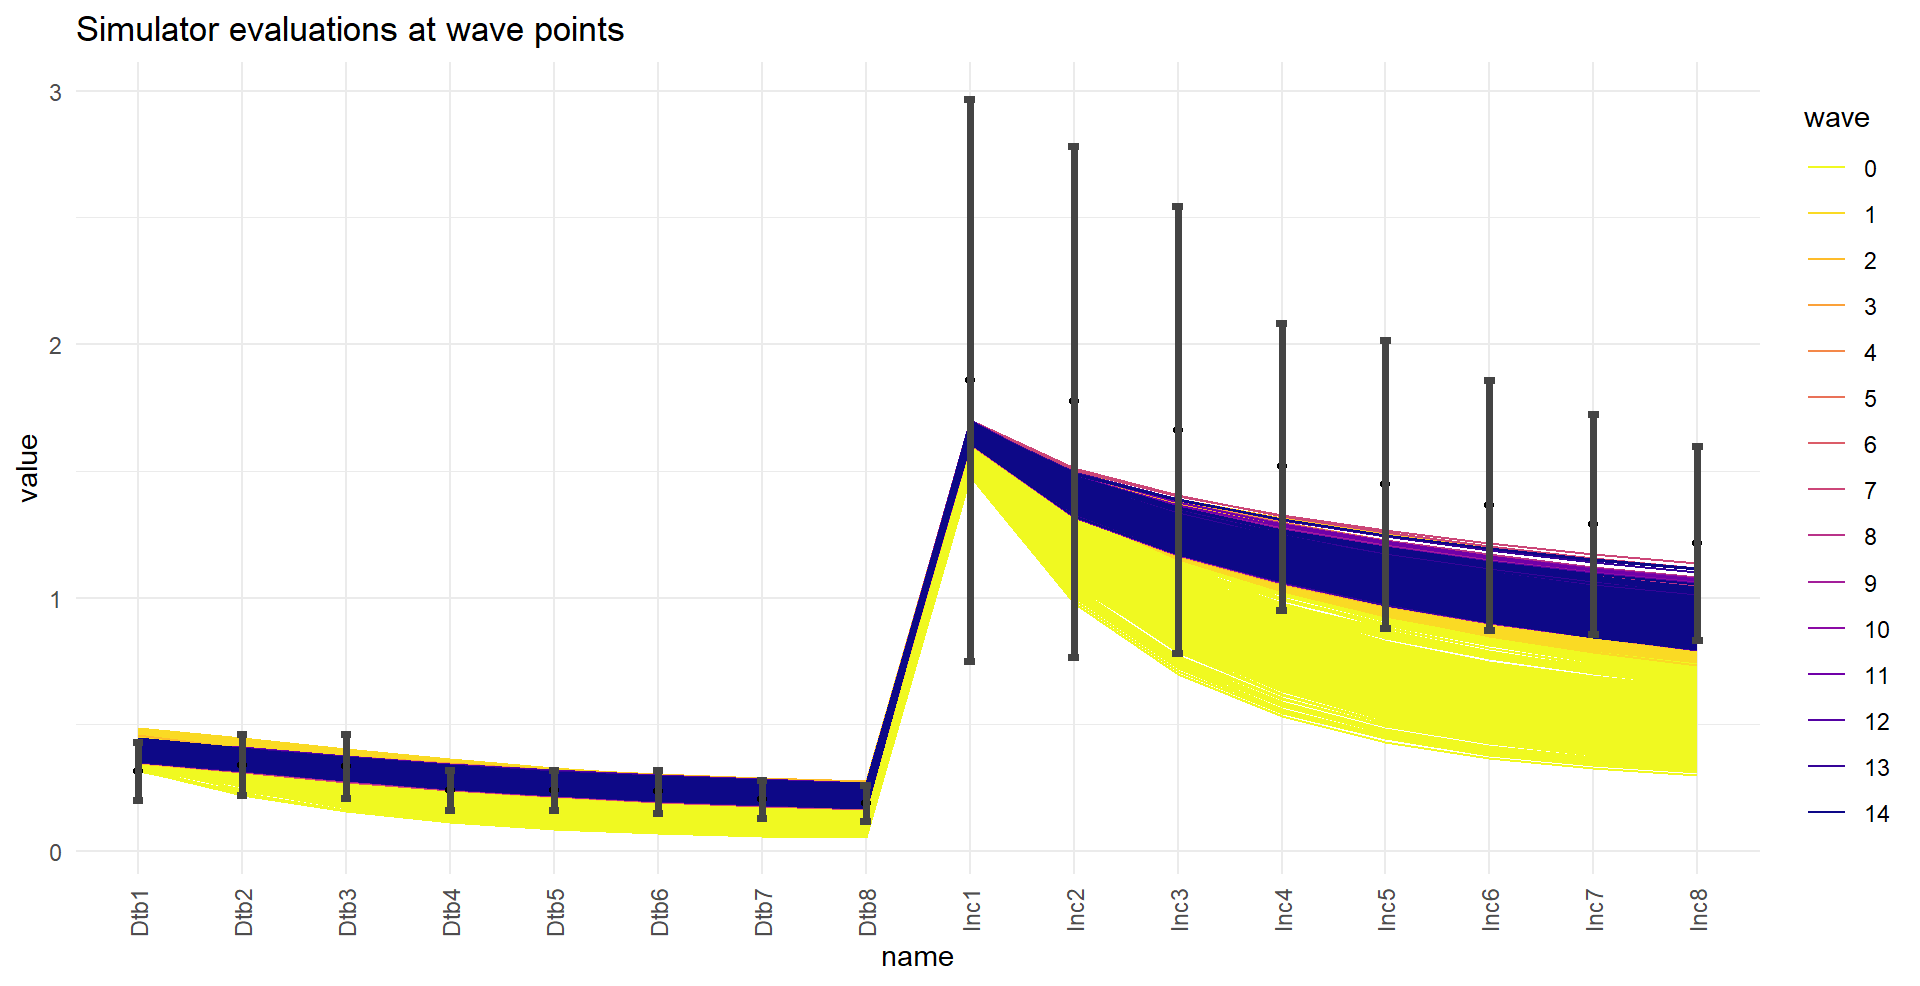 Simulator evaluations at wave points
3
2
1
0
value
Dtb1
Dtb2
Dtb3
Dtb4
Dtb5
Dtb6
Dtb7
Dtb8
Inc1
Inc2
Inc3
Inc4
Inc5
Inc6
Inc7
Inc8
name
wave
0
1
2
3
4
5
6
7
8
9
10
11
12
13
14